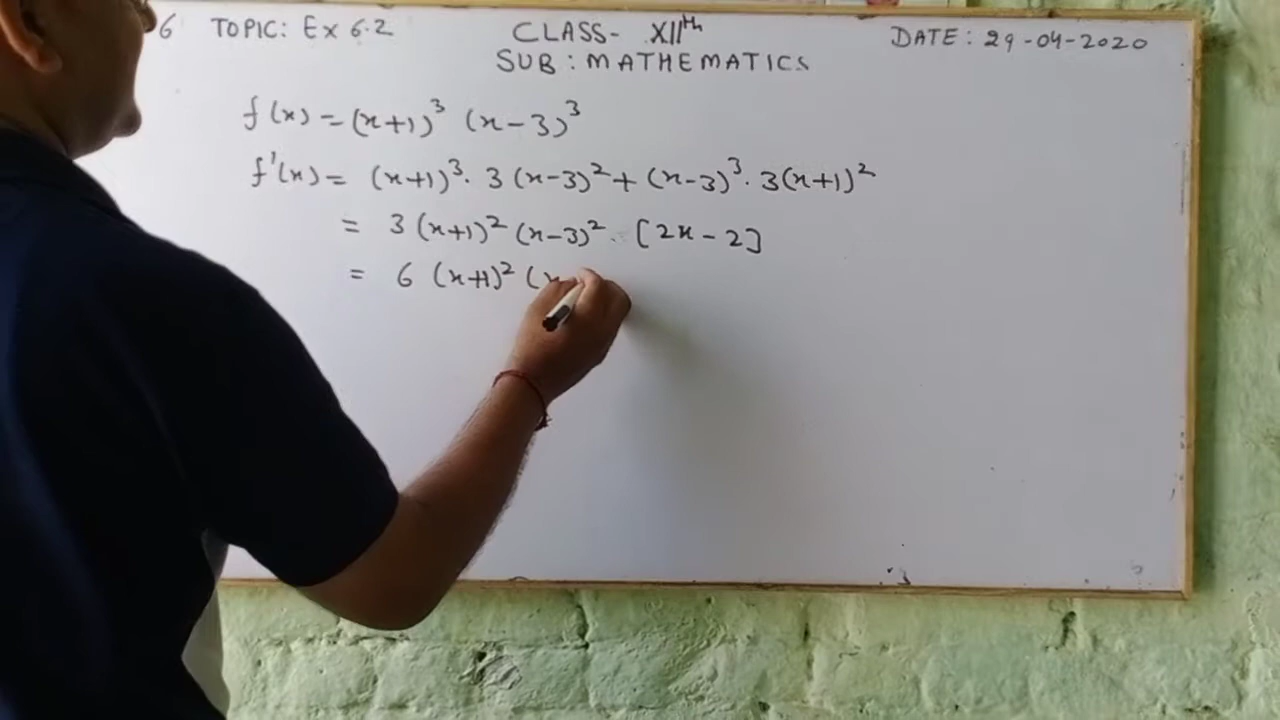 6 TOPIC: Ex 6.2 CLASS- XIIth DATE: 29-04-2020
SUB : MATHEMATICS
f(x) = (x+1)³ (x-3)³
f'(x) = (x+1)³. 3 (x-3)² + (x-3)³. 3(x+1)²
= 3 (x+1)² (x-3)². [2x - 2]
= 6 (x+1)² (x